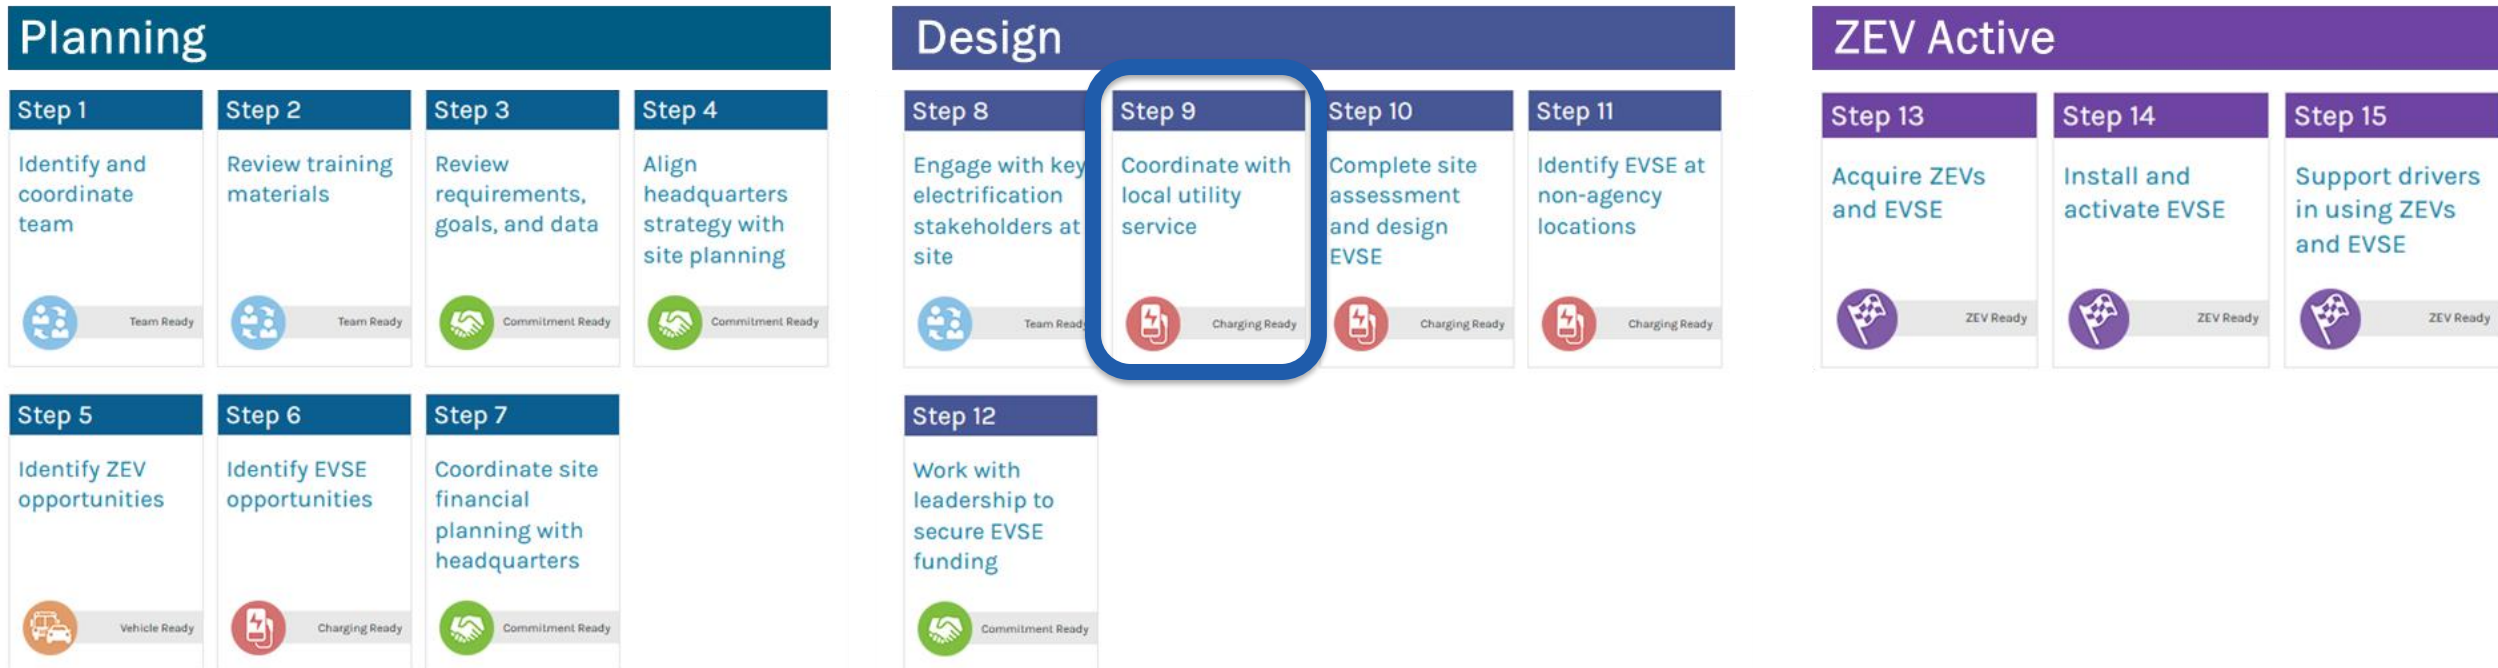 Planning
Step 1
Identify and
coordinate
team
Team Ready
Step 2
Review training
materials
Team Ready
Step 3
Review
requirements,
goals, and data
Commitment Ready
Step 4
Align
headquarters
strategy with
site planning
Commitment Ready
Step 5
Identify ZEV
opportunities
Vehicle Ready
Step 6
Identify EVSE
opportunities
Charging Ready
Step 7
Coordinate site
financial
planning with
headquarters
Commitment Ready
Design
Step 8
Engage with key
electrification
stakeholders at
site
Team Ready
Step 9
Coordinate with
local utility
service
Charging Ready
Step 10
Complete site
assessment
and design
EVSE
Charging Ready
Step 11
Identify EVSE at
non-agency
locations
Charging Ready
Step 12
Work with
leadership to
secure EVSE
funding
Commitment Ready
ZEV Active
Step 13
Acquire ZEVs
and EVSE
ZEV Ready
Step 14
Install and
activate EVSE
ZEV Ready
Step 15
Support drivers
in using ZEVs
and EVSE
ZEV Ready